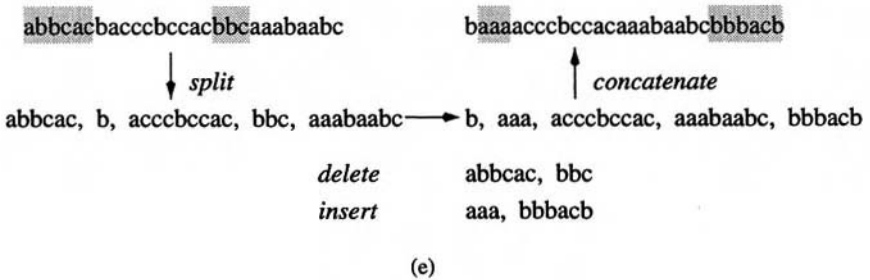 abbcacbacccbccacbbcaaabaabc baaaacccbccacaaabaabcbbbacb
split concatenate
abbcac, b, acccbccac, bbc, aaabaabc b, aaa, acccbccac, aaabaabc, bbbacb
delete abbcac, bbc
insert aaa, bbbacb
(e)